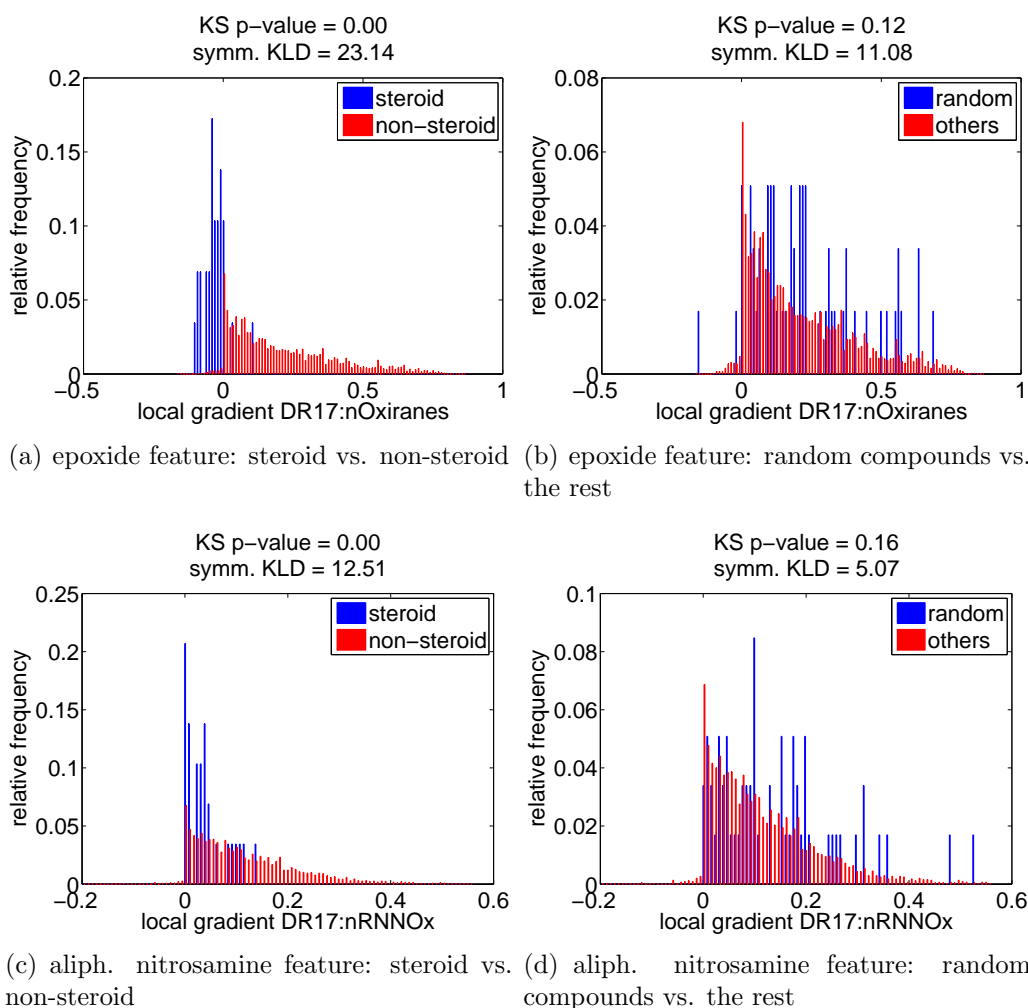 KS p−value = 0.00
symm. KLD = 23.14
0.2
0.15
0.1
0.05
0
−0.5
0
0.5
1
relative frequency
steroid
non−steroid
local gradient DR17:nOxiranes
(a) epoxide feature: steroid vs. non-steroid
KS p−value = 0.12
symm. KLD = 11.08
0.08
0.06
0.04
0.02
0
−0.5
0
0.5
1
relative frequency
random
others
local gradient DR17:nOxiranes
(b) epoxide feature: random compounds vs.
the rest
KS p−value = 0.00
symm. KLD = 12.51
0.25
0.2
0.15
0.1
0.05
0
−0.2
0
0.2
0.4
0.6
relative frequency
steroid
non−steroid
local gradient DR17:nRNNOx
(c) aliph. nitrosamine feature: steroid vs.
non-steroid
KS p−value = 0.16
symm. KLD = 5.07
0.1
0.08
0.06
0.04
0.02
0
−0.2
0
0.2
0.4
0.6
relative frequency
random
others
local gradient DR17:nRNNOx
(d) aliph. nitrosamine feature: random
compounds vs. the rest